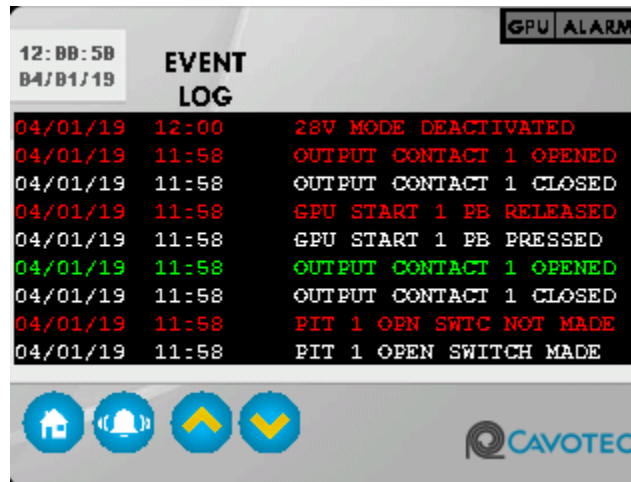 GPU ALARM
12:BB:5B
B4/B1/19
EVENT
LOG
04/01/19 12:00 28V MODE DEACTIVATED
04/01/19 11:58 OUTPUT CONTACT 1 OPENED
04/01/19 11:58 OUTPUT CONTACT 1 CLOSED
04/01/19 11:58 GPU START 1 PB RELEASED
04/01/19 11:58 GPU START 1 PB PRESSED
04/01/19 11:58 OUTPUT CONTACT 1 OPENED
04/01/19 11:58 OUTPUT CONTACT 1 CLOSED
04/01/19 11:58 PIT 1 OPN SWTC NOT MADE
04/01/19 11:58 PIT 1 OPEN SWITCH MADE
CAVOTEC